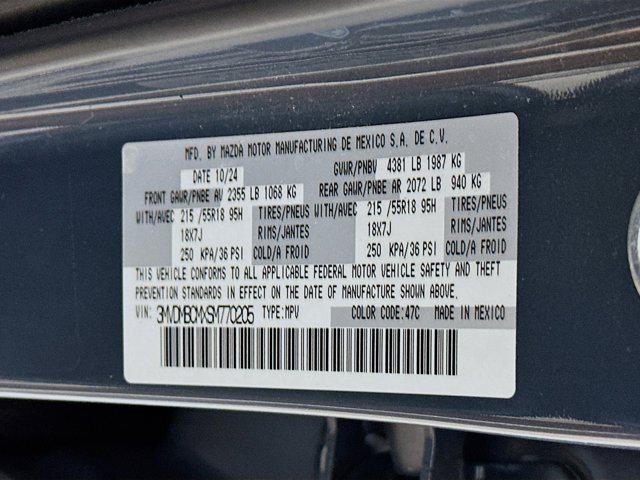 MFD. BY MAZDA MOTOR MANUFACTURING DE MEXICO S.A. DE C.V.
DATE 10/24 GVWR/PNBV 4381 LB 1987 KG
FRONT GAWR/PNBE AV 2355 LB 1068 KG REAR GAWR/PNBE AR 2072 LB 940 KG
WITH/AVEC 215 /55R18 95H TIRES/PNEUS WITH/AVEC 215 /55R18 95H TIRES/PNEUS
18X7J RIMS/JANTES 18X7J RIMS/JANTES
250 KPA/36 PSI COLD/A FROID 250 KPA/36 PSI COLD/A FROID
THIS VEHICLE CONFORMS TO ALL APPLICABLE FEDERAL MOTOR VEHICLE SAFETY AND THEFT
PREVENTION STANDARDS IN EFFECT ON THE DATE OF MANUFACTURE SHOWN ABOVE.
VIN: 3MVDMBCMXSM770205 TYPE:MPV COLOR CODE:47C MADE IN MEXICO